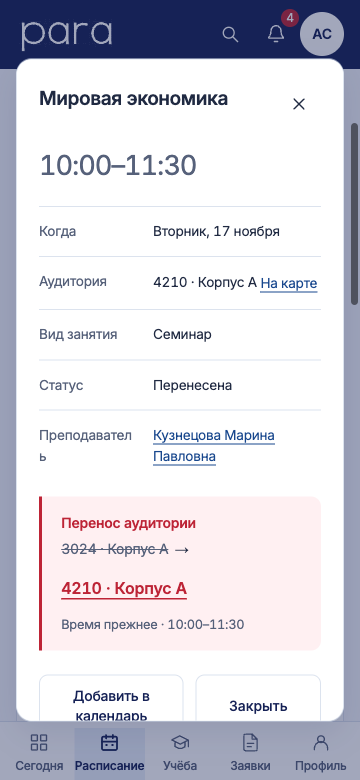 para
4
АС
Мировая экономика
10:00–11:30
Когда
Вторник, 17 ноября
Аудитория
4210 · Корпус А На карте
Вид занятия
Семинар
Статус
Перенесена
Преподавател
ь
Кузнецова Марина
Павловна
Перенос аудитории
3024 · Корпус А →
4210 · Корпус А
Время прежнее · 10:00–11:30
Добавить в
календарь
Закрыть
Сегодня
Расписание
Учёба
Заявки
Профиль